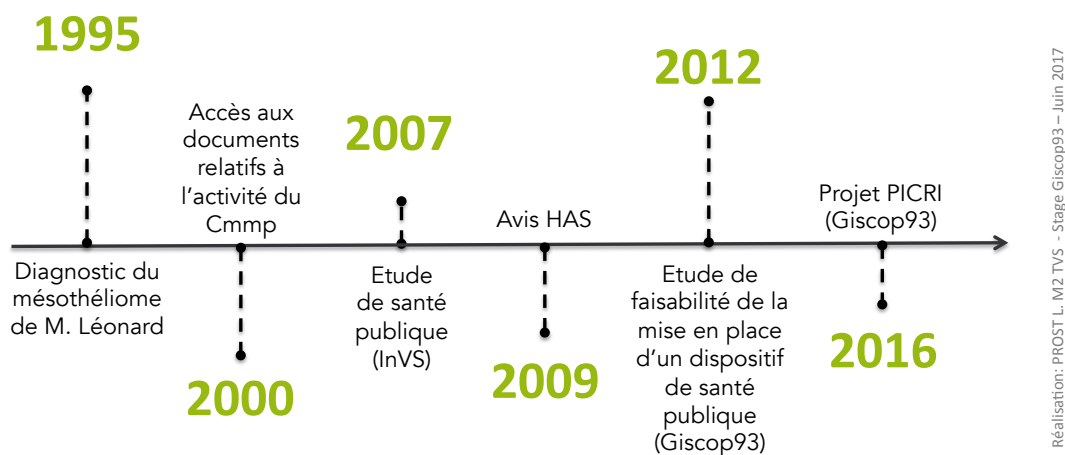 1995
Diagnostic du
mésothéliome
de M. Léonard
Accès aux
documents
relatifs à
l’activité du
Cmmp
2000
2007
Etude
de santé
publique
(InVS)
Avis HAS
2009
2012
Etude de
faisabilité de la
mise en place
d’un dispositif
de santé
publique
(Giscop93)
Projet PICRI
(Giscop93)
2016
Réalisation: PROST L. M2 TVS - Stage Giscop93 – Juin 2017